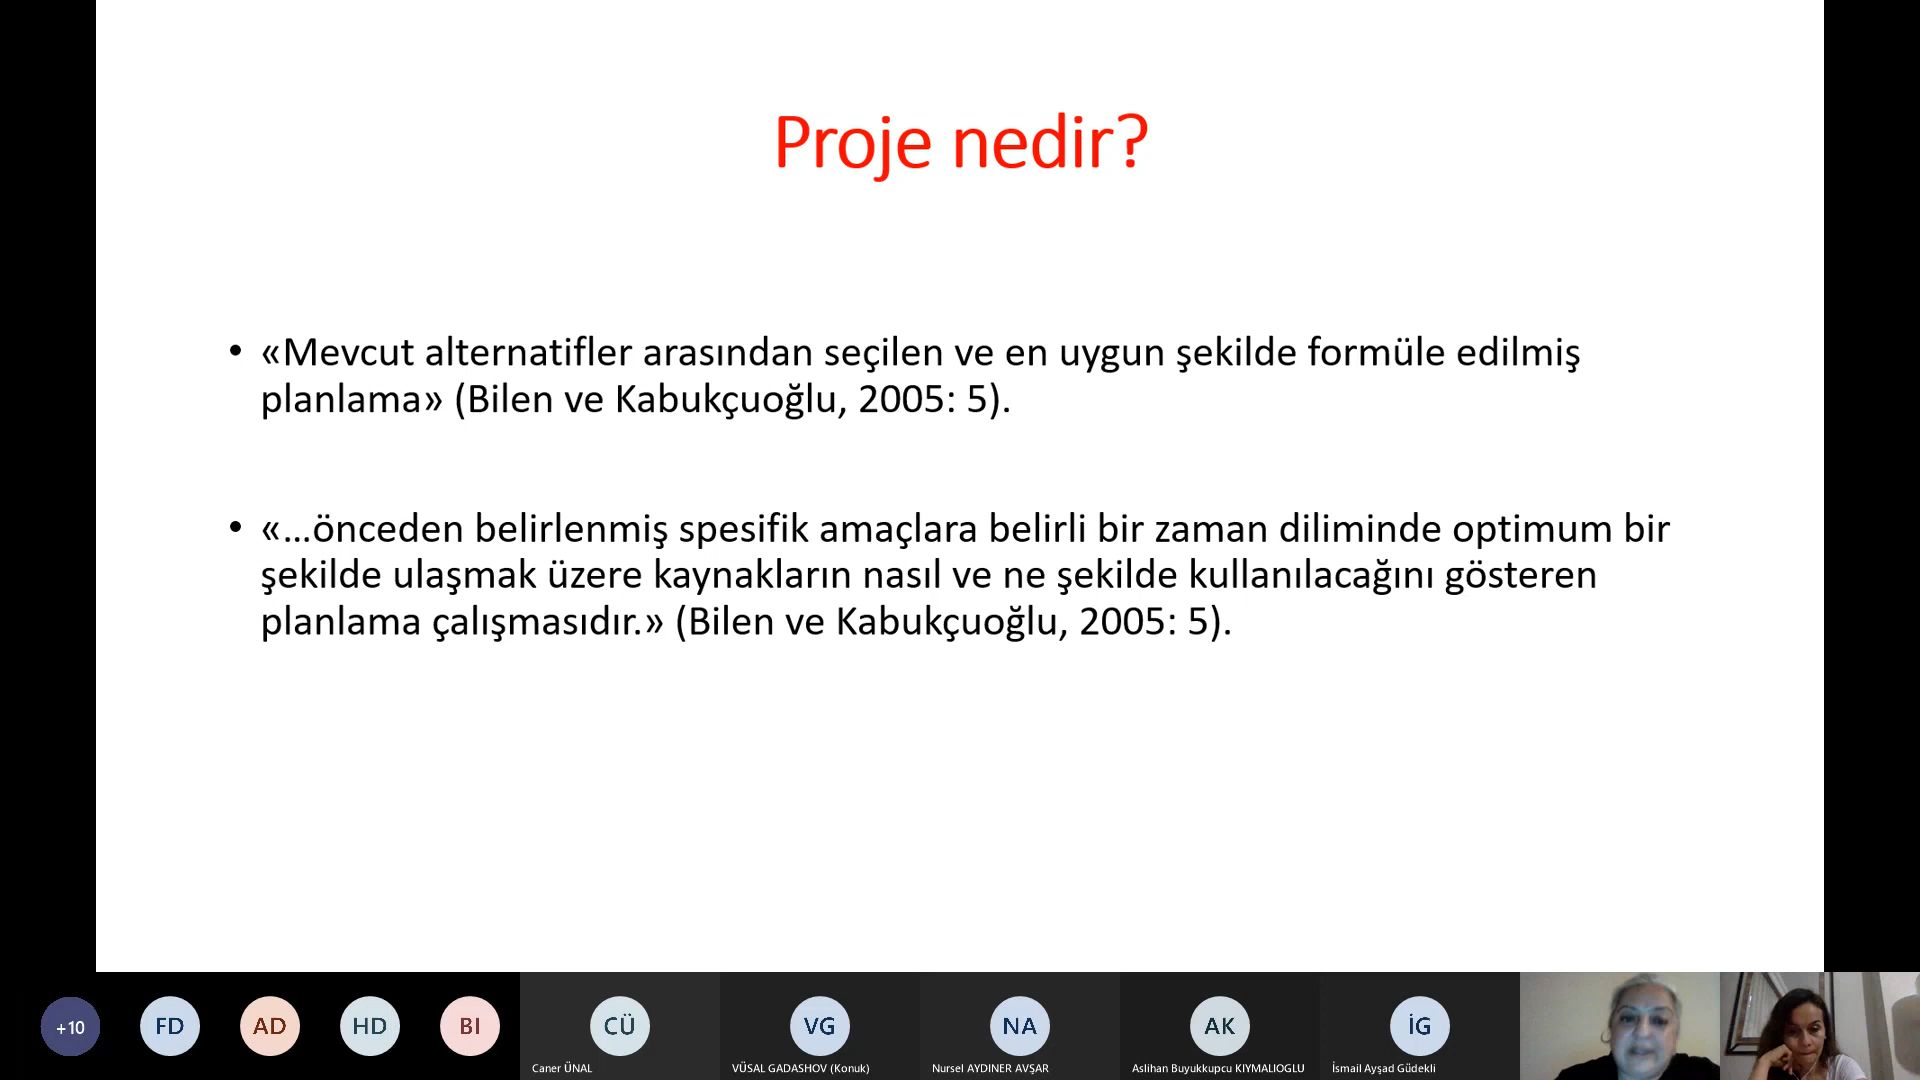 Proje nedir?
• «Mevcut alternatifler arasından seçilen ve en uygun şekilde formüle edilmiş
planlama» (Bilen ve Kabukçuoğlu, 2005: 5).
• «…önceden belirlenmiş spesifik amaçlara belirli bir zaman diliminde optimum bir
şekilde ulaşmak üzere kaynakların nasıl ve ne şekilde kullanılacağını gösteren
planlama çalışmasıdır.» (Bilen ve Kabukçuoğlu, 2005: 5).
+10 FD AD HD BI CÜ VG NA AK İG
Caner ÜNAL VÜSAL GADASHOV (Konuk) Nursel AYDINER AVŞAR Aslihan Buyukkupcu KIYMALIOGLU İsmail Ayşad Güdekli